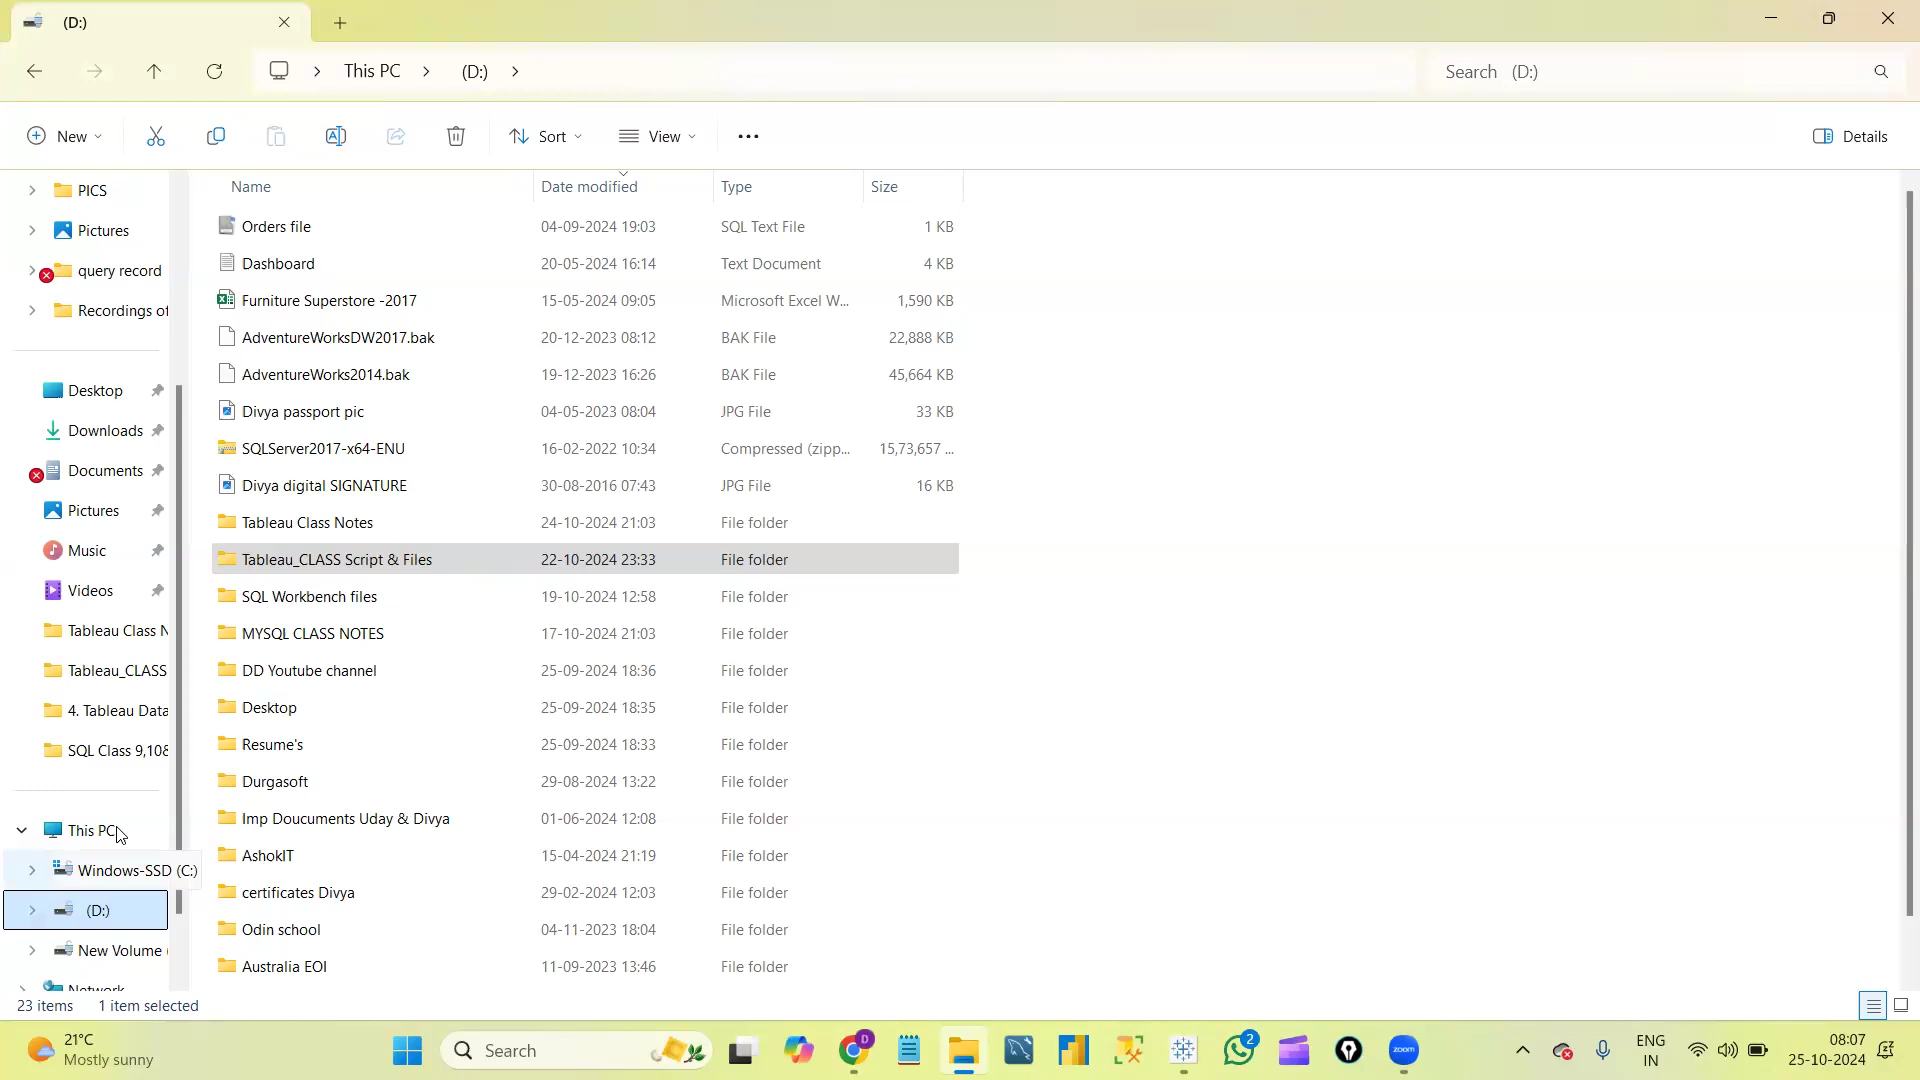 (D:)
This PC
(D:)
Search (D:)
New
Sort
View
Details
PICS
Pictures
query record
Recordings of
Desktop
Downloads
Documents
Pictures
Music
Videos
Tableau Class N
Tableau_CLASS
4. Tableau Data
SQL Class 9,10&
This PC
Windows-SSD (C:)
(D:)
New Volume (
Network
Name Date modified Type Size
Orders file 04-09-2024 19:03 SQL Text File 1 KB
Dashboard 20-05-2024 16:14 Text Document 4 KB
Furniture Superstore -2017 15-05-2024 09:05 Microsoft Excel W... 1,590 KB
AdventureWorksDW2017.bak 20-12-2023 08:12 BAK File 22,888 KB
AdventureWorks2014.bak 19-12-2023 16:26 BAK File 45,664 KB
Divya passport pic 04-05-2023 08:04 JPG File 33 KB
SQLServer2017-x64-ENU 16-02-2022 10:34 Compressed (zipp... 15,73,657 ...
Divya digital SIGNATURE 30-08-2016 07:43 JPG File 16 KB
Tableau Class Notes 24-10-2024 21:03 File folder
Tableau_CLASS Script & Files 22-10-2024 23:33 File folder
SQL Workbench files 19-10-2024 12:58 File folder
MYSQL CLASS NOTES 17-10-2024 21:03 File folder
DD Youtube channel 25-09-2024 18:36 File folder
Desktop 25-09-2024 18:35 File folder
Resume's 25-09-2024 18:33 File folder
Durgasoft 29-08-2024 13:22 File folder
Imp Doucuments Uday & Divya 01-06-2024 12:08 File folder
AshokIT 15-04-2024 21:19 File folder
certificates Divya 29-02-2024 12:03 File folder
Odin school 04-11-2023 18:04 File folder
Australia EOI 11-09-2023 13:46 File folder
23 items 1 item selected
21°C
Mostly sunny
Search
D
2
zoom
ENG
IN
08:07
25-10-2024